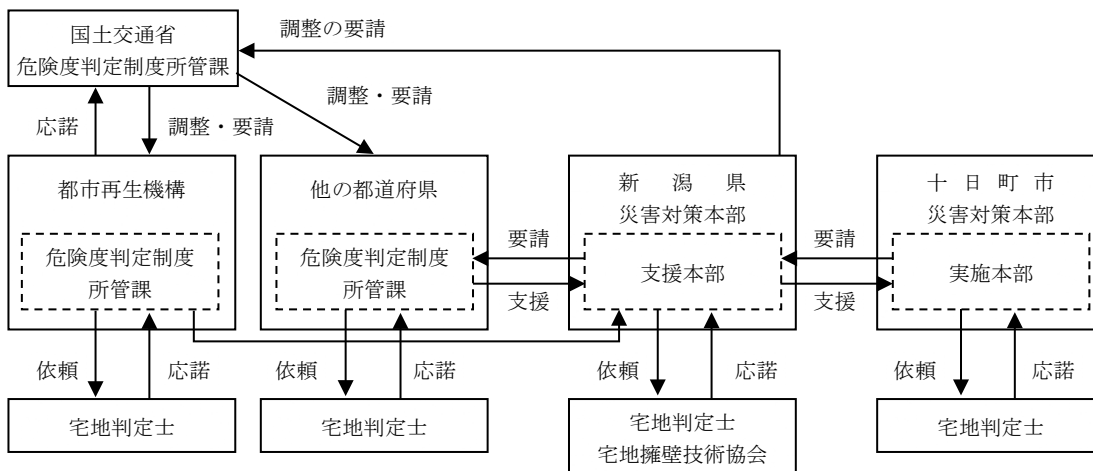 国土交通省
危険度判定制度所管課
調整の要請
調整・要請
応諾
調整・要請
都市再生機構
危険度判定制度
所管課
他の都道府県
危険度判定制度
所管課
要請
支援
新潟県
災害対策本部
支援本部
要請
支援
十日町市
災害対策本部
実施本部
依頼
応諾
依頼
応諾
依頼
応諾
依頼
応諾
宅地判定士
宅地判定士
宅地判定士
宅地擁壁技術協会
宅地判定士